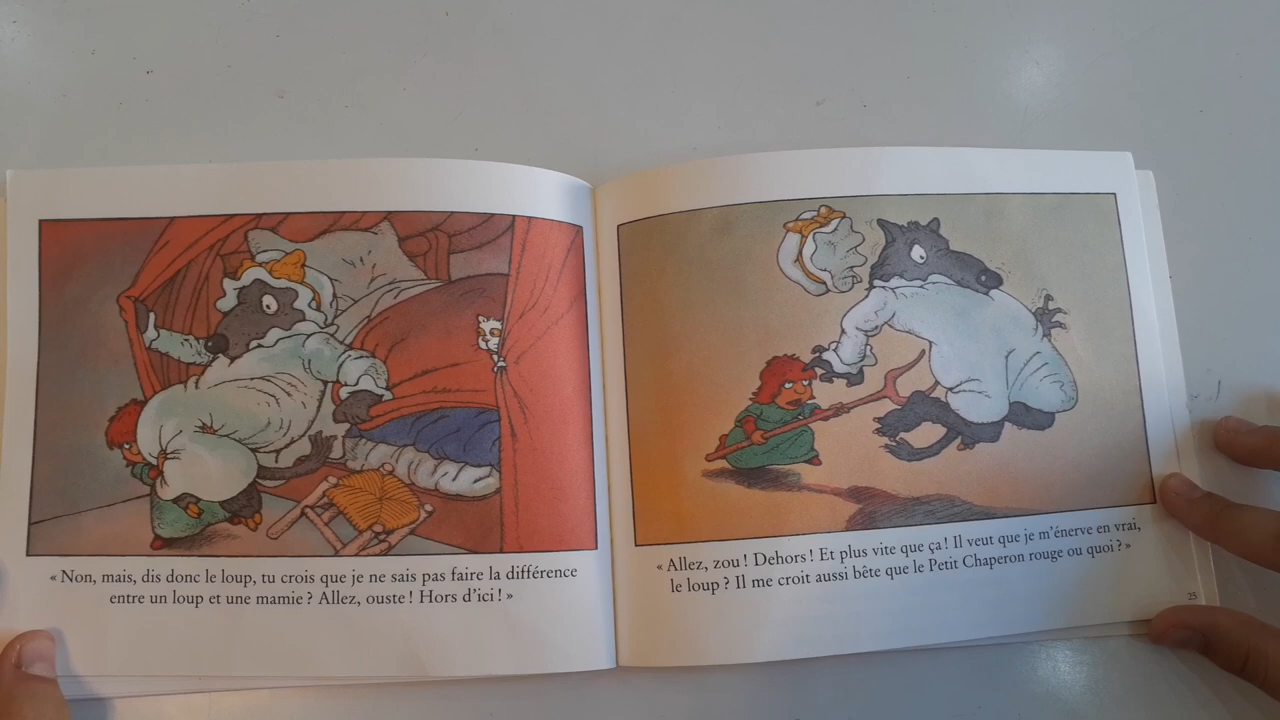 « Non, mais, dis donc le loup, tu crois que je ne sais pas faire la différence
entre un loup et une mamie ? Allez, ouste ! Hors d'ici ! »
« Allez, zou ! Dehors ! Et plus vite que ça ! Il veut que je m'énerve en vrai,
le loup ? Il me croit aussi bête que le Petit Chaperon rouge ou quoi ? »
25